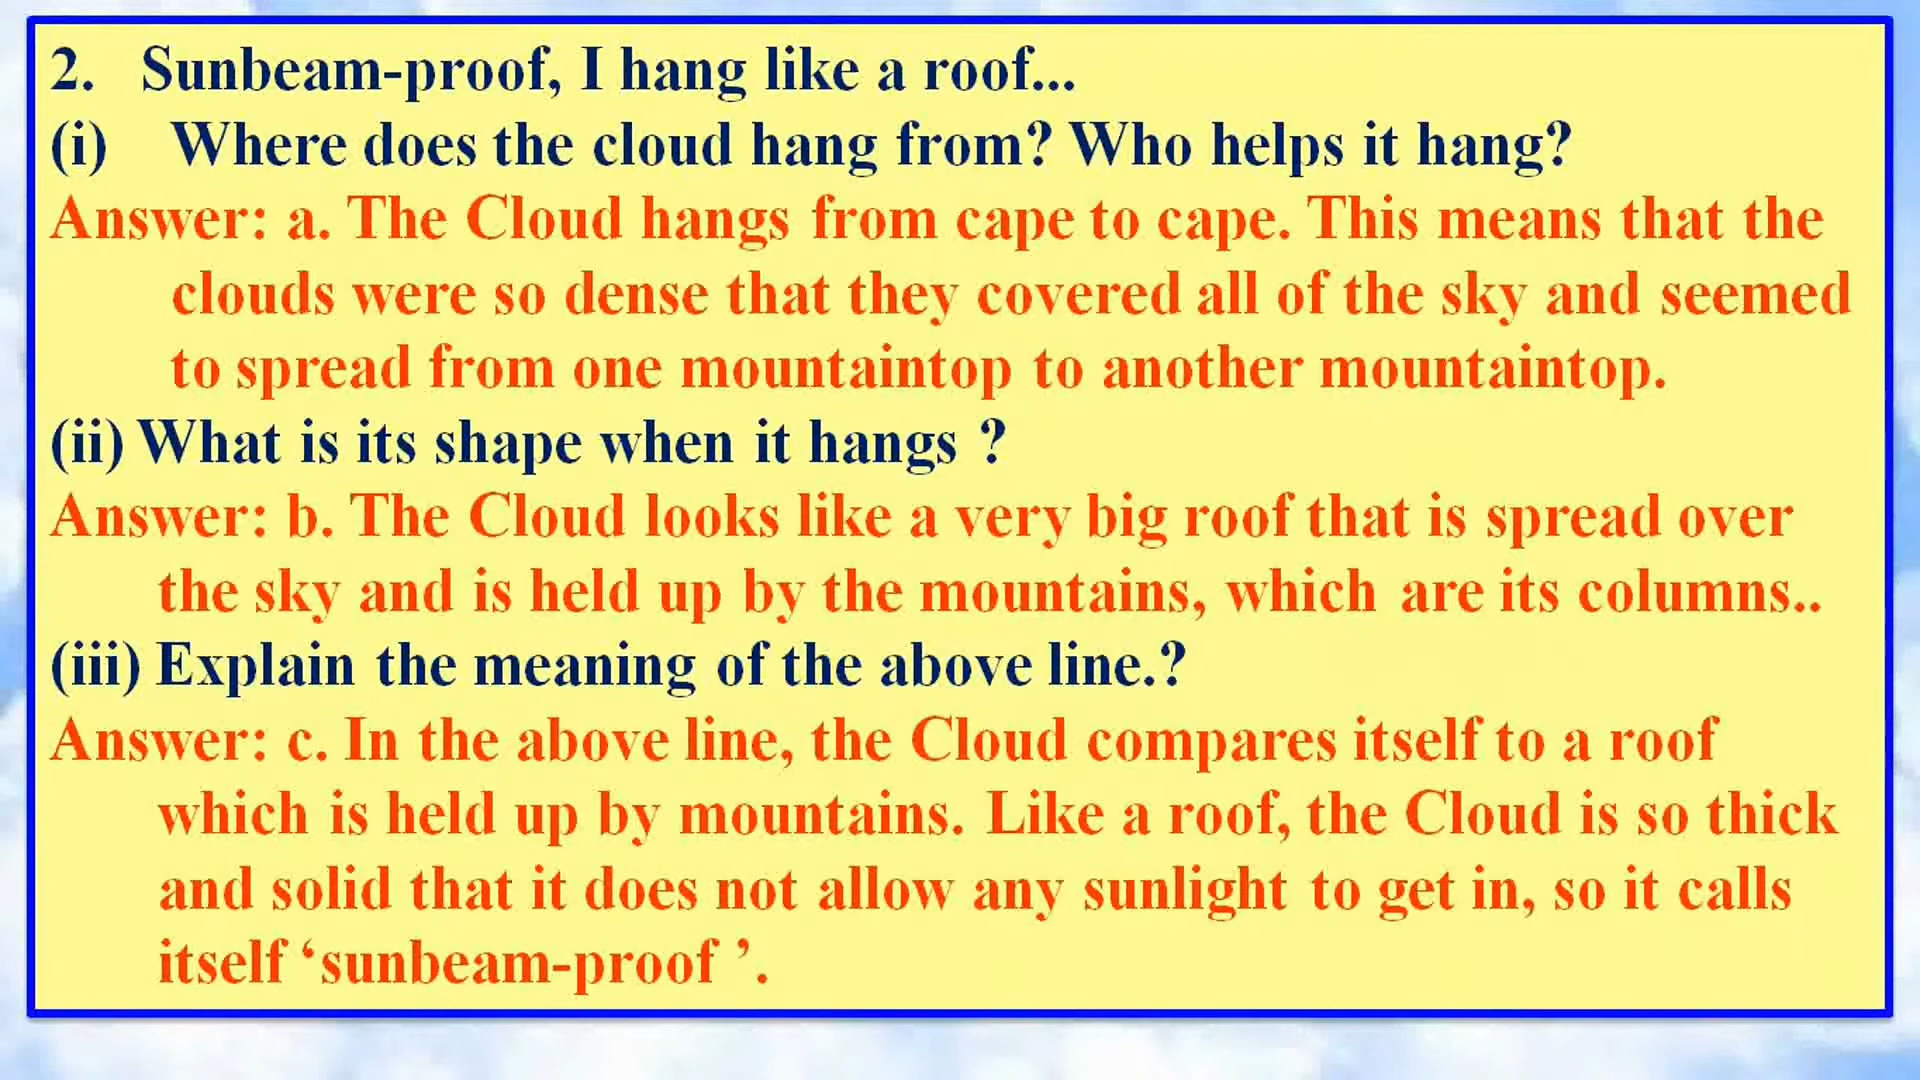 2. Sunbeam-proof, I hang like a roof...
(i) Where does the cloud hang from? Who helps it hang?
Answer: a. The Cloud hangs from cape to cape. This means that the
clouds were so dense that they covered all of the sky and seemed
to spread from one mountaintop to another mountaintop.
(ii) What is its shape when it hangs ?
Answer: b. The Cloud looks like a very big roof that is spread over
the sky and is held up by the mountains, which are its columns..
(iii) Explain the meaning of the above line.?
Answer: c. In the above line, the Cloud compares itself to a roof
which is held up by mountains. Like a roof, the Cloud is so thick
and solid that it does not allow any sunlight to get in, so it calls
itself ‘sunbeam-proof ’.